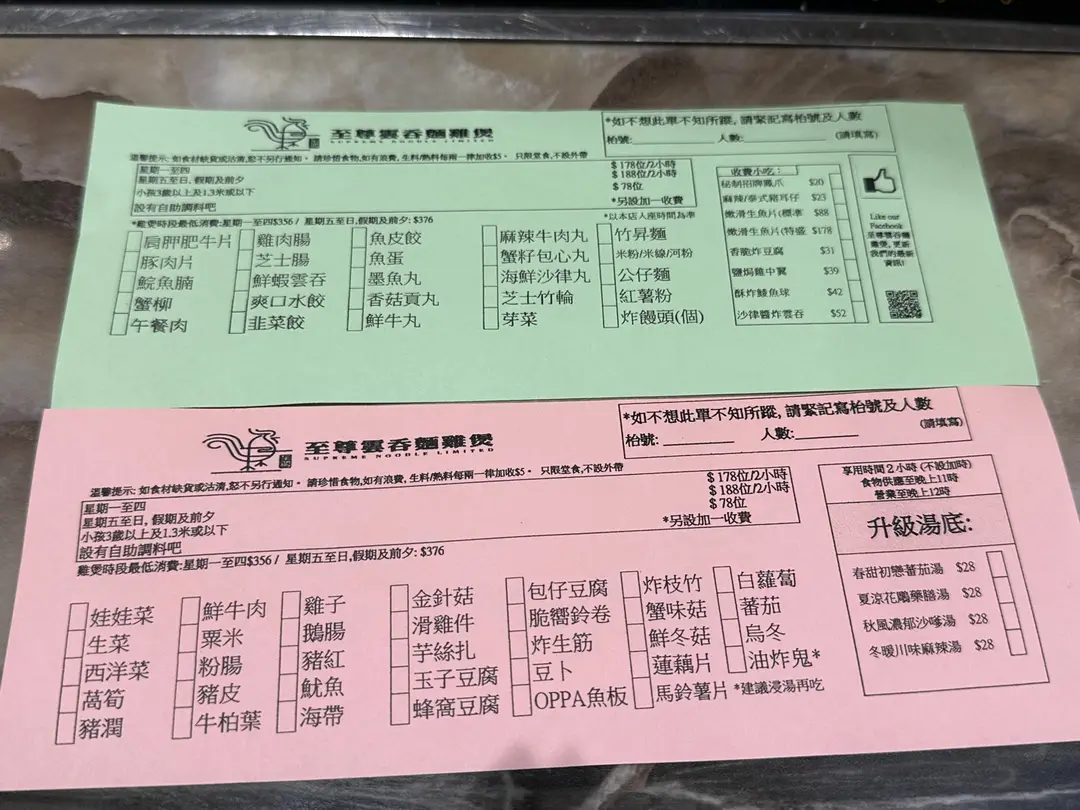 至尊雲吞麵雞煲
SUPREME NOODLE LIMITED
*如不想此單不知所蹤, 請緊記寫枱號及人數
枱號:________ 人數:________ (請填寫)
溫馨提示: 如食材缺貨或沽清,恕不另行通知。 請珍惜食物,如有浪費, 生料/熟料每兩一律加收$5。 只限堂食,不設外帶
星期一至四 $178位/2小時
星期五至日, 假期及前夕 $188位/2小時
小孩3歲以上及1.3米或以下 $78位
設有自助調料吧 *另設加一收費
*雞煲時段最低消費:星期一至四$356 / 星期五至日,假期及前夕: $376 *以本店人座時間為準
肩胛肥牛片 雞肉腸 魚皮餃 麻辣牛肉丸 竹昇麵
豚肉片 芝士腸 魚蛋 蟹籽包心丸 米粉/米線/河粉
鯇魚腩 鮮蝦雲吞 墨魚丸 海鮮沙律丸 公仔麵
蟹柳 爽口水餃 香菇貢丸 芝士竹輪 紅薯粉
午餐肉 韭菜餃 鮮牛丸 芽菜 炸饅頭(個)
收費小吃:
秘制招牌鳳爪 $20
麻辣/泰式豬耳仔 $23
嫩滑生魚片(標準 $88
嫩滑生魚片(特盛 $178
香脆炸豆腐 $31
鹽焗雞中翼 $39
酥炸鯪魚球 $42
沙律醬炸雲吞 $52
Like our
Facebook
至尊雲吞麵
雞煲, 更新
我們的最新
資訊!
至尊雲吞麵雞煲
SUPREME NOODLE LIMITED
*如不想此單不知所蹤, 請緊記寫枱號及人數
枱號: ________ 人數:________ (請填寫)
溫馨提示: 如食材缺貨或沽清,恕不另行通知。 請珍惜食物,如有浪費, 生料/熟料每兩一律加收$5。 只限堂食,不設外帶
星期一至四 $178位/2小時
星期五至日, 假期及前夕 $188位/2小時
小孩3歲以上及1.3米或以下 $78位
設有自助調料吧 *另設加一收費
雞煲時段最低消費:星期一至四$356 / 星期五至日,假期及前夕: $376
娃娃菜 鮮牛肉 雞子 金針菇 包仔豆腐 炸枝竹 白蘿蔔
生菜 粟米 鵝腸 滑雞件 脆嚮鈴卷 蟹味菇 蕃茄
西洋菜 粉腸 豬紅 芋絲扎 炸生筋 鮮冬菇 烏冬
萵筍 豬皮 魷魚 玉子豆腐 豆卜 蓮藕片 油炸鬼*
豬潤 牛柏葉 海帶 蜂窩豆腐 OPPA魚板 馬鈴薯片 *建議浸湯再吃
享用時間2小時 (不設加時)
食物供應至晚上11時
營業至晚上12時
升級湯底:
春甜初戀蕃茄湯 $28
夏涼花鵰藥膳湯 $28
秋風濃郁沙嗲湯 $28
冬暖川味麻辣湯 $28